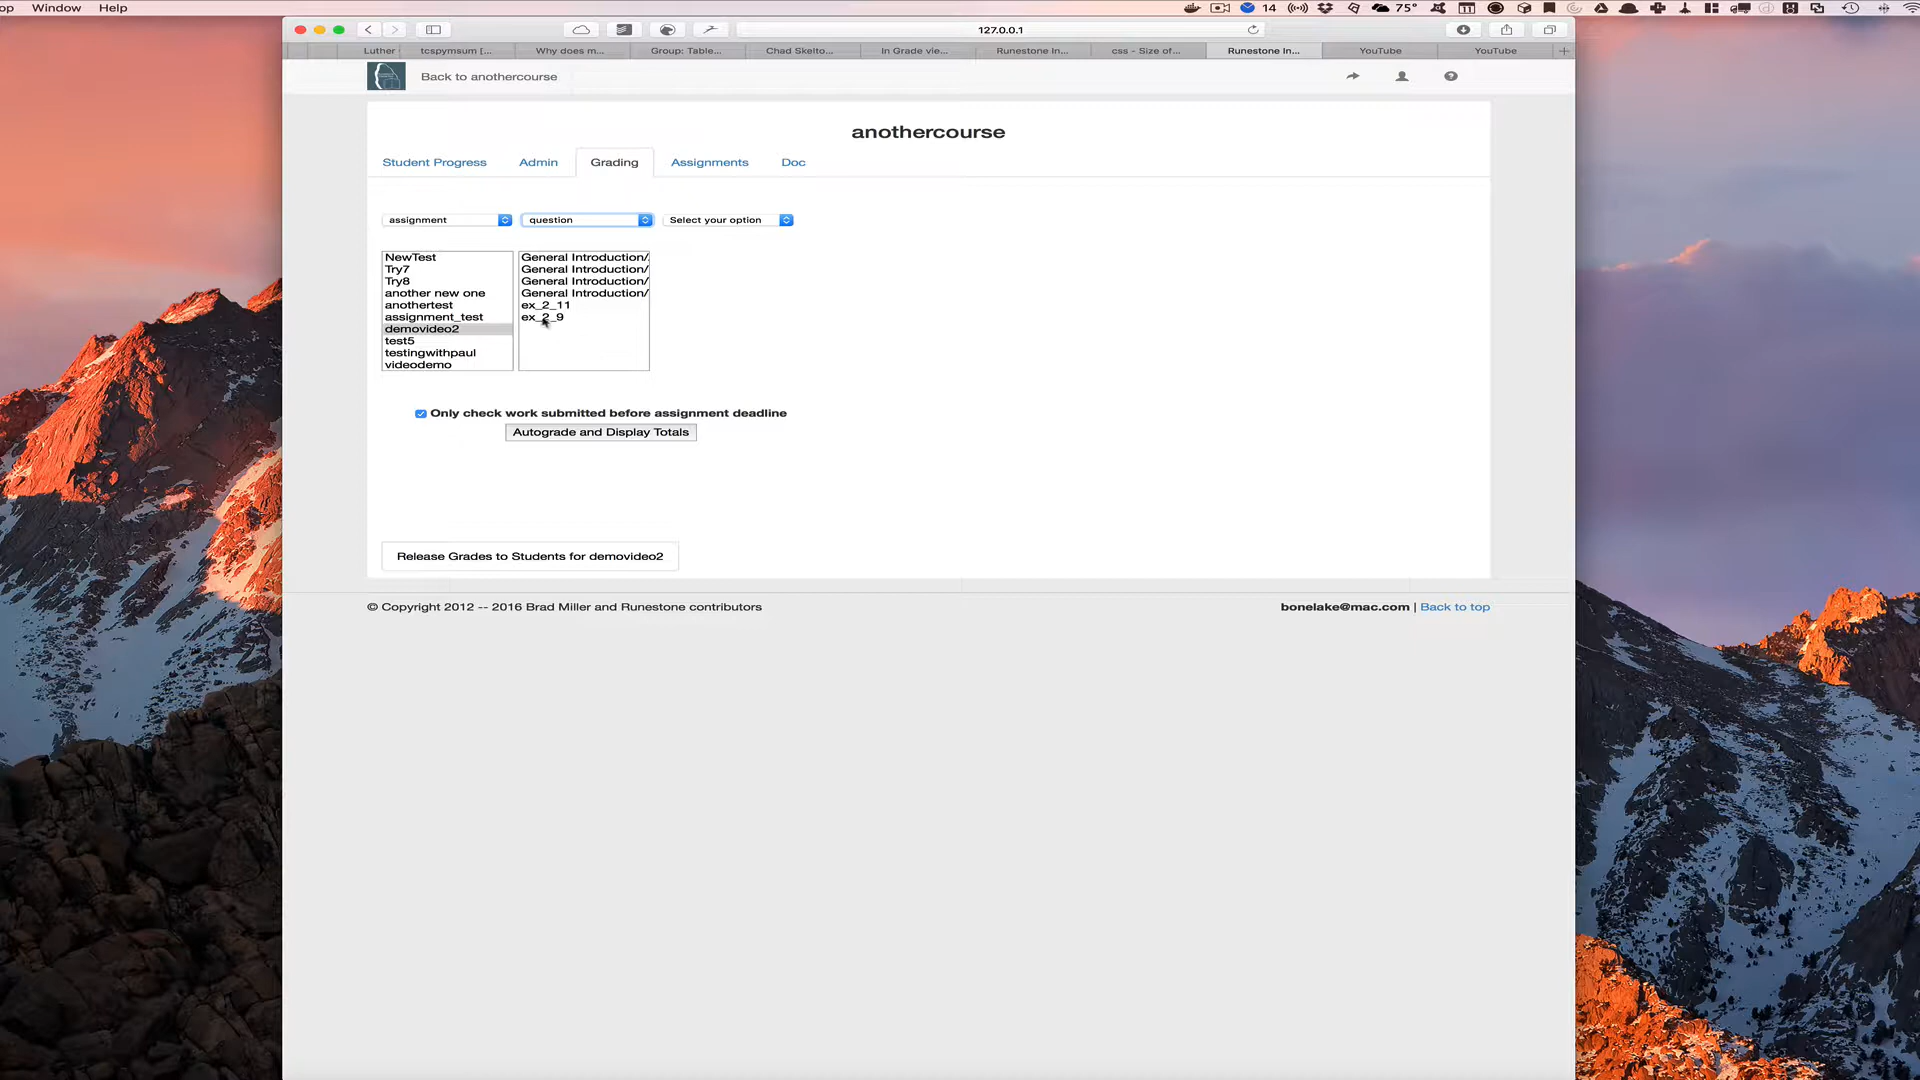 op Window Help 14 75° 11
127.0.0.1
Luther tcspymsum [... Why does m... Group: Table... Chad Skelto... In Grade vie... Runestone In... css - Size of... Runestone In... YouTube YouTube
Back to anothercourse
anothercourse
Student Progress Admin Grading Assignments Doc
assignment question Select your option
NewTest General Introduction/
Try7 General Introduction/
Try8 General Introduction/
another new one General Introduction/
anothertest ex_2_11
assignment_test ex_2_9
demovideo2
test5
testingwithpaul
videodemo
Only check work submitted before assignment deadline
Autograde and Display Totals
Release Grades to Students for demovideo2
© Copyright 2012 -- 2016 Brad Miller and Runestone contributors bonelake@mac.com | Back to top